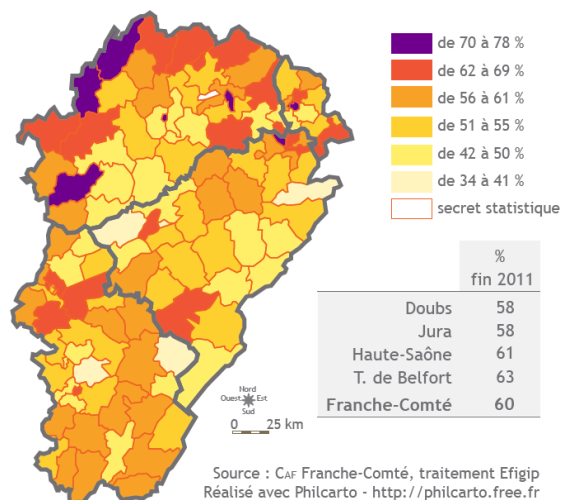 de 70 à 78 %
de 62 à 69 %
de 56 à 61 %
de 51 à 55 %
de 42 à 50 %
de 34 à 41 %
secret statistique
%
fin 2011
Doubs 58
Jura 58
Haute-Saône 61
T. de Belfort 63
Franche-Comté 60
Nord
Ouest Est
Sud
0 25 km
Source : CAF Franche-Comté, traitement Efigip
Réalisé avec Philcarto - http://philcarto.free.fr